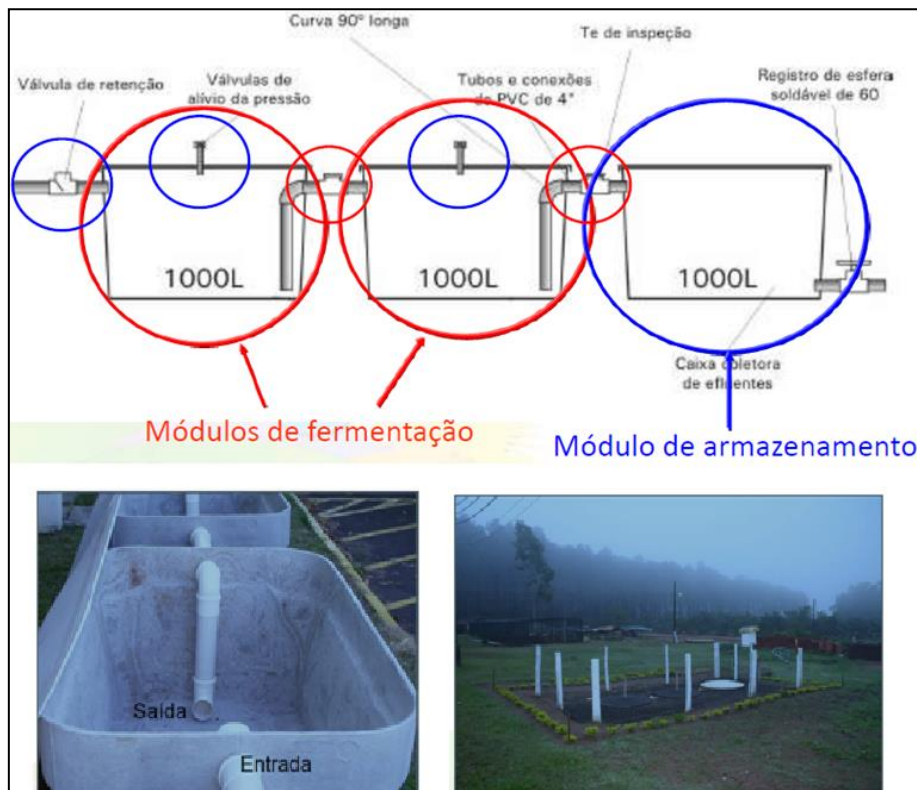 Curva 90º longa
Te de inspeção
Válvula de retenção
Válvulas de
alívio da pressão
Tubos e conexões
de PVC de 4"
Registro de esfera
soldável de 60
1000L
1000L
1000L
Caixa coletora
de efluentes
Módulos de fermentação
Módulo de armazenamento
Saída
Entrada